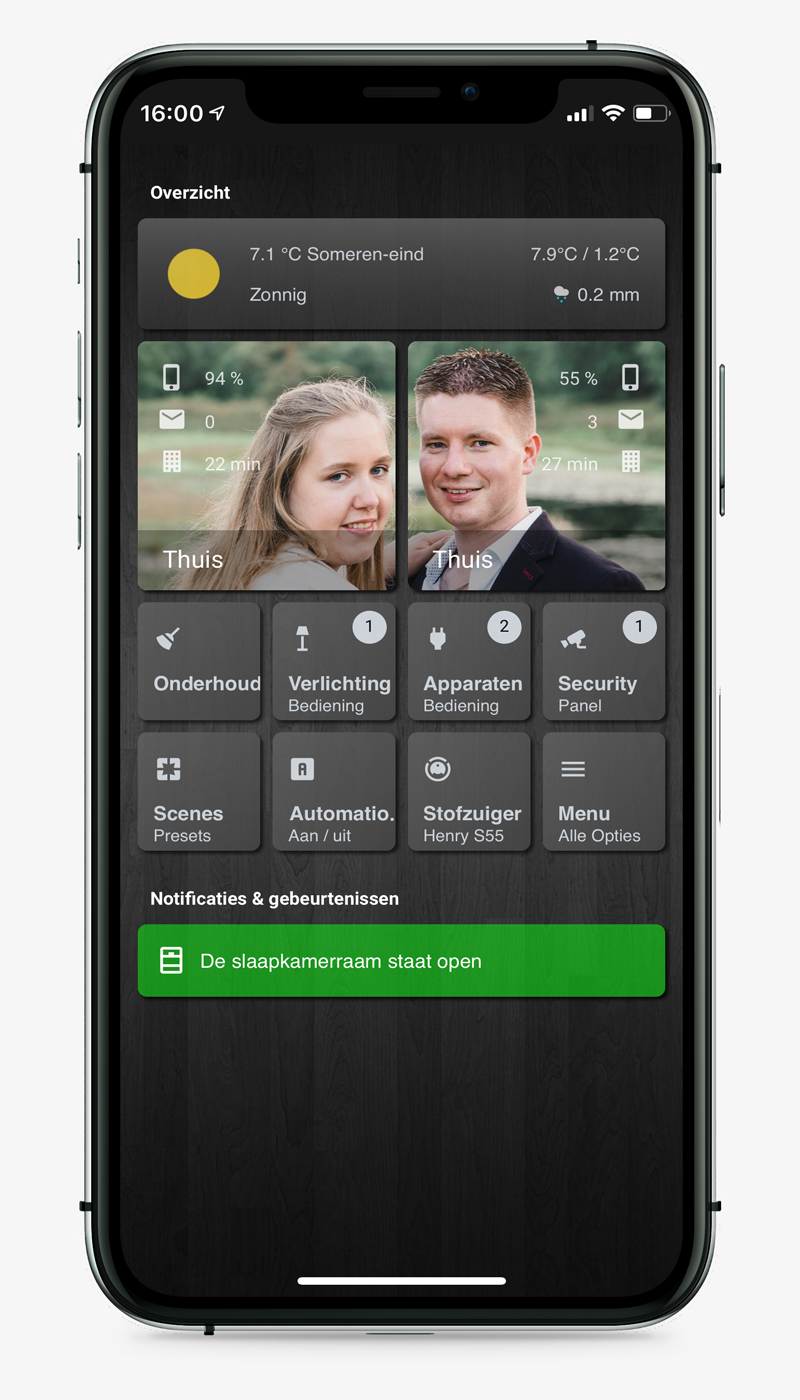 16:00
Overzicht
7.1 °C Someren-eind
7.9°C / 1.2°C
Zonnig
0.2 mm
94 %
0
22 min
Thuis
55 %
3
27 min
Thuis
Onderhoud
1
Verlichting
Bediening
2
Apparaten
Bediening
1
Security
Panel
Scenes
Presets
A
Automatio.
Aan / uit
Stofzuiger
Henry S55
Menu
Alle Opties
Notificaties & gebeurtenissen
De slaapkamerraam staat open